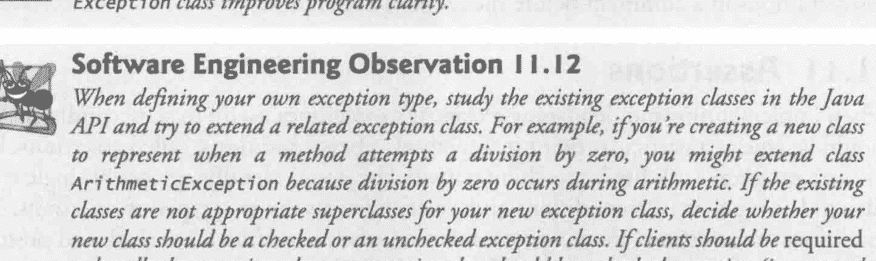 Exception class improves program clarity.
Software Engineering Observation 11.12
When defining your own exception type, study the existing exception classes in the Java
API and try to extend a related exception class. For example, if you're creating a new class
to represent when a method attempts a division by zero, you might extend class
ArithmeticException because division by zero occurs during arithmetic. If the existing
classes are not appropriate superclasses for your new exception class, decide whether your
new class should be a checked or an unchecked exception class. If clients should be required